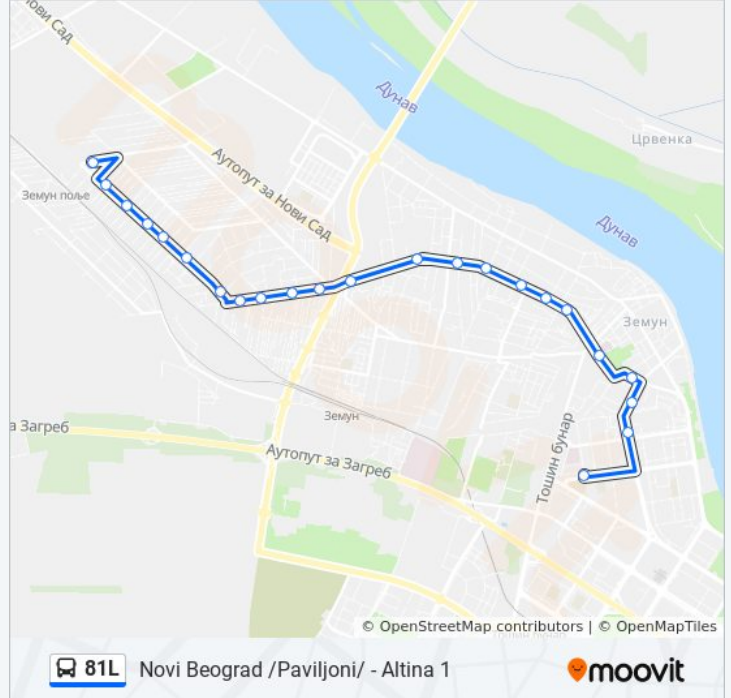 Нови Сад
Дунав
Црвенка
Аутопут за Нови Сад
Земун поље
Дунав
Земун
Земун
а Загреб
Аутопут за Загреб
Тошин бунар
© OpenStreetMap contributors | © OpenMapTiles
81L Novi Beograd /Paviljoni/ - Altina 1
moovit